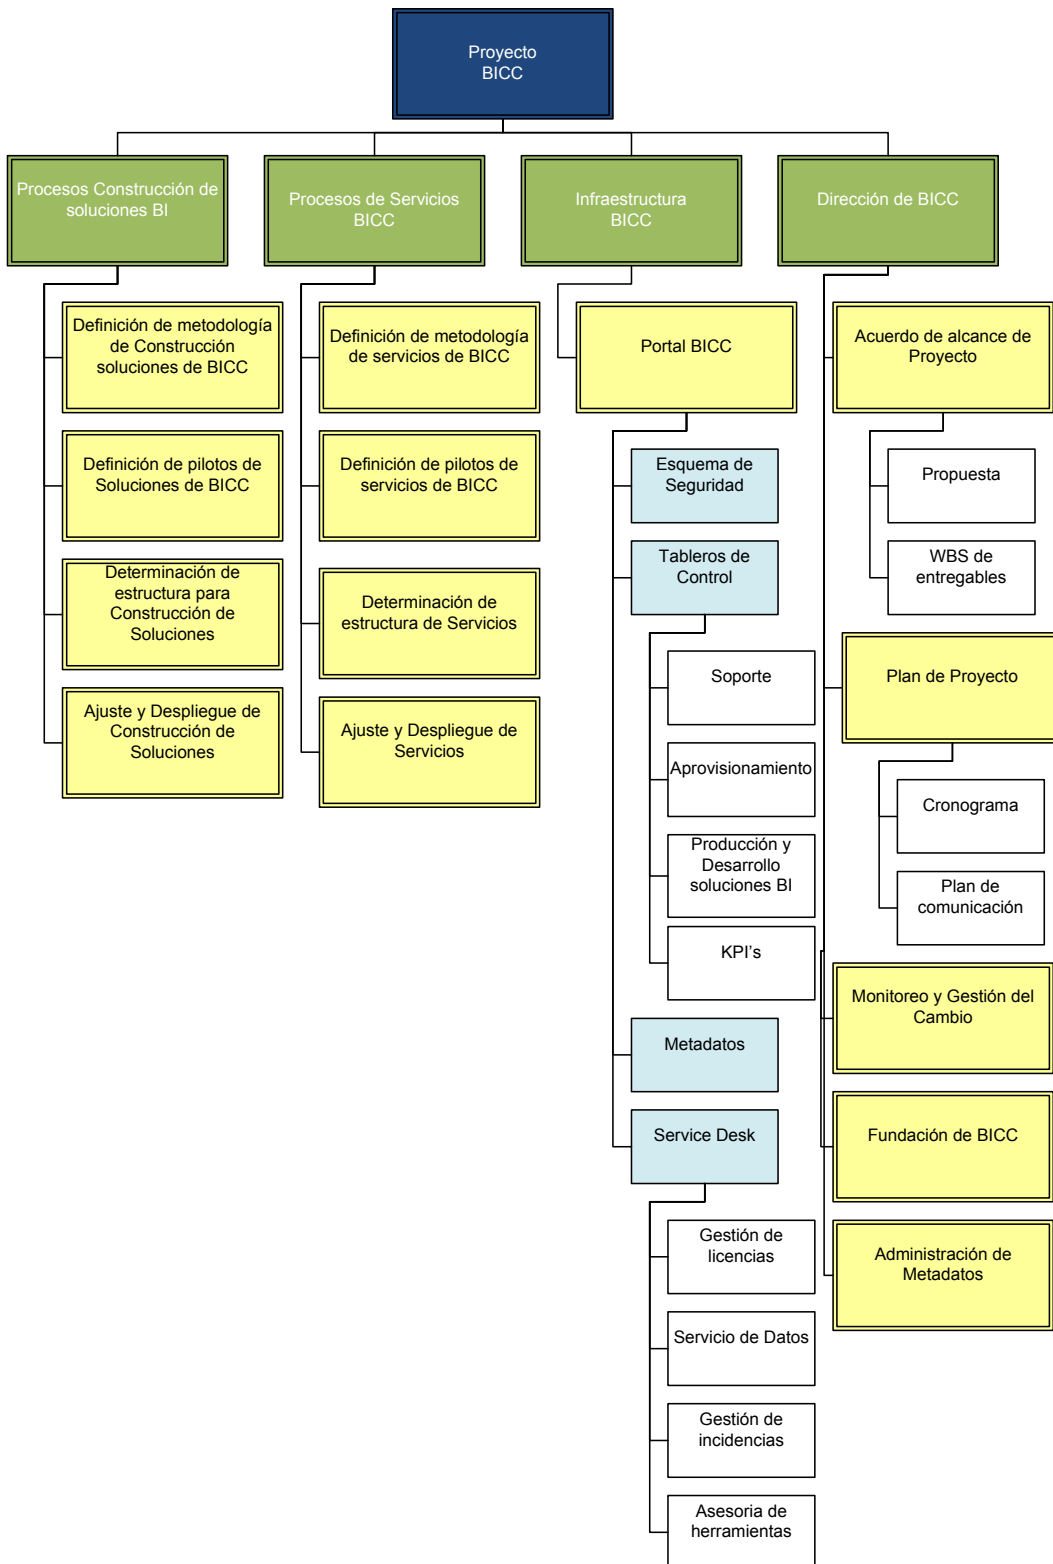 Proyecto
BICC
Procesos Construcción de
soluciones BI
Procesos de Servicios
BICC
Infraestructura
BICC
Dirección de BICC
Definición de metodología
de Construcción
soluciones de BICC
Definición de pilotos de
Soluciones de BICC
Determinación de
estructura para
Construcción de
Soluciones
Ajuste y Despliegue de
Construcción de
Soluciones
Definición de metodología
de servicios de BICC
Definición de pilotos de
servicios de BICC
Determinación de
estructura de Servicios
Ajuste y Despliegue de
Servicios
Portal BICC
Esquema de
Seguridad
Tableros de
Control
Soporte
Aprovisionamiento
Producción y
Desarrollo
soluciones BI
KPI's
Metadatos
Service Desk
Gestión de
licencias
Servicio de Datos
Gestión de
incidencias
Asesoria de
herramientas
Acuerdo de alcance de
Proyecto
Propuesta
WBS de
entregables
Plan de Proyecto
Cronograma
Plan de
comunicación
Monitoreo y Gestión del
Cambio
Fundación de BICC
Administración de
Metadatos